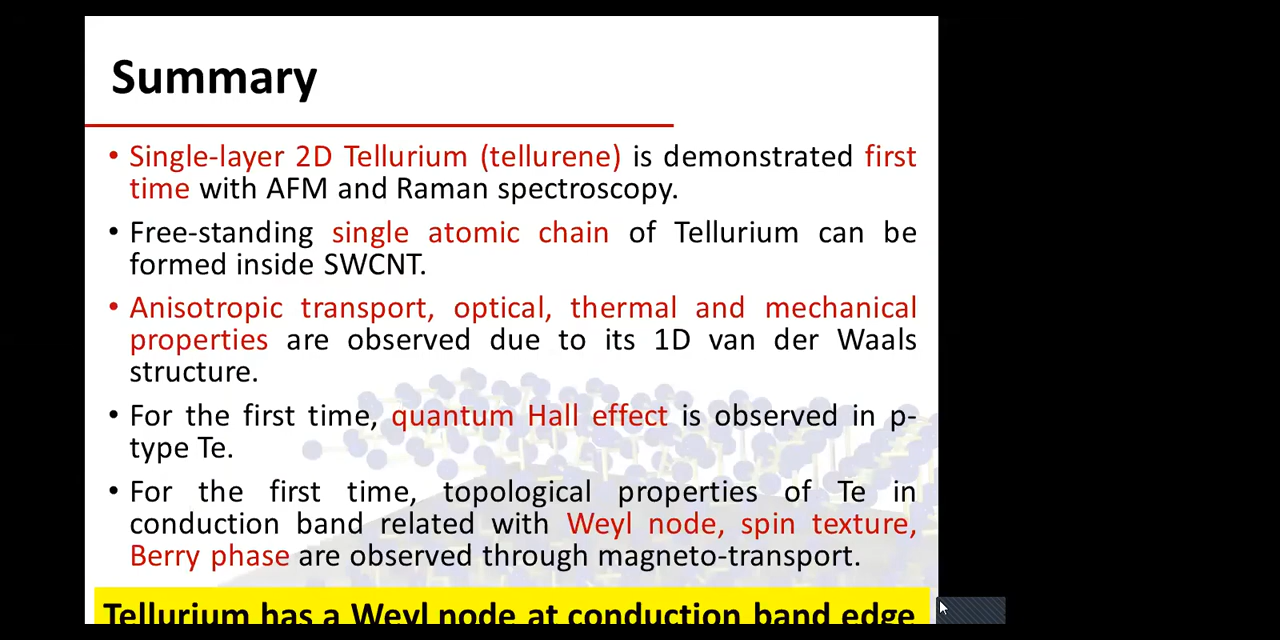 Summary
• Single-layer 2D Tellurium (tellurene) is demonstrated first
time with AFM and Raman spectroscopy.
• Free-standing single atomic chain of Tellurium can be
formed inside SWCNT.
• Anisotropic transport, optical, thermal and mechanical
properties are observed due to its 1D van der Waals
structure.
• For the first time, quantum Hall effect is observed in p-
type Te.
• For the first time, topological properties of Te in
conduction band related with Weyl node, spin texture,
Berry phase are observed through magneto-transport.
Tellurium has a Weyl node at conduction band edge